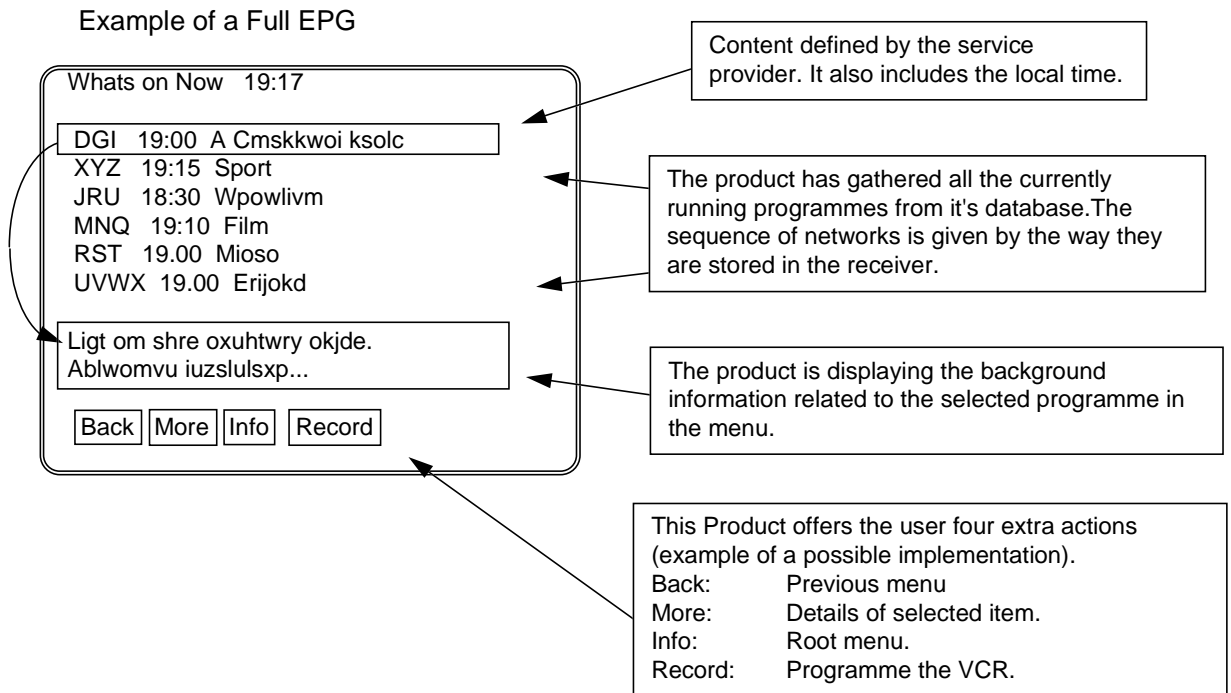 Example of a Full EPG
Whats on Now 19:17
DGI 19:00 A Cmskkwoi ksolc
XYZ 19:15 Sport
JRU 18:30 Wpowlivm
MNQ 19:10 Film
RST 19.00 Mioso
UVWX 19.00 Erijokd
Ligt om shre oxuhtwry okjde.
Ablwomvu iuzslulsxp...
Back More Info Record
Content defined by the service
provider. It also includes the local time.
The product has gathered all the currently
running programmes from it's database.The
sequence of networks is given by the way they
are stored in the receiver.
The product is displaying the background
information related to the selected programme in
the menu.
This Product offers the user four extra actions
(example of a possible implementation).
Back: Previous menu
More: Details of selected item.
Info: Root menu.
Record: Programme the VCR.